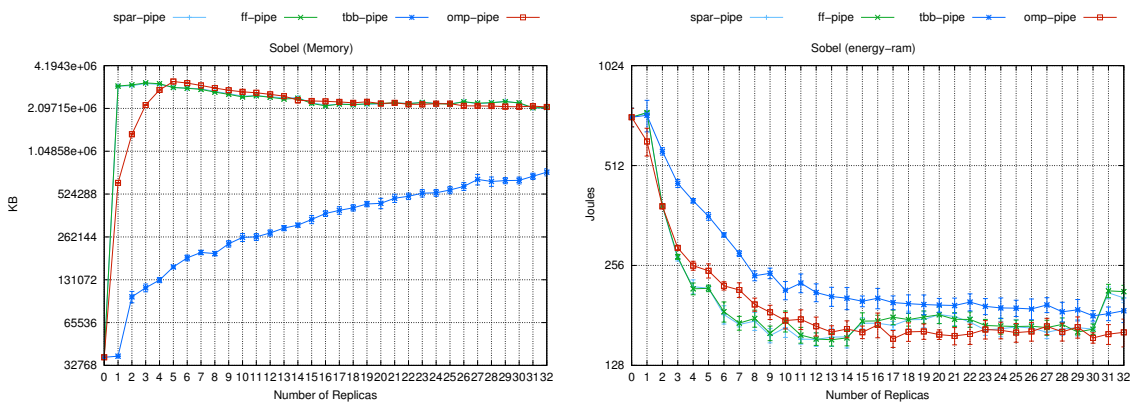 spar-pipe ff-pipe tbb-pipe omp-pipe
Sobel (Memory)
4.1943e+06
2.09715e+06
1.04858e+06
524288
262144
131072
65536
32768
KB
0 1 2 3 4 5 6 7 8 9 10 11 12 13 14 15 16 17 18 19 20 21 22 23 24 25 26 27 28 29 30 31 32
Number of Replicas
spar-pipe ff-pipe tbb-pipe omp-pipe
Sobel (energy-ram)
1024
512
256
128
Joules
0 1 2 3 4 5 6 7 8 9 10 11 12 13 14 15 16 17 18 19 20 21 22 23 24 25 26 27 28 29 30 31 32
Number of Replicas